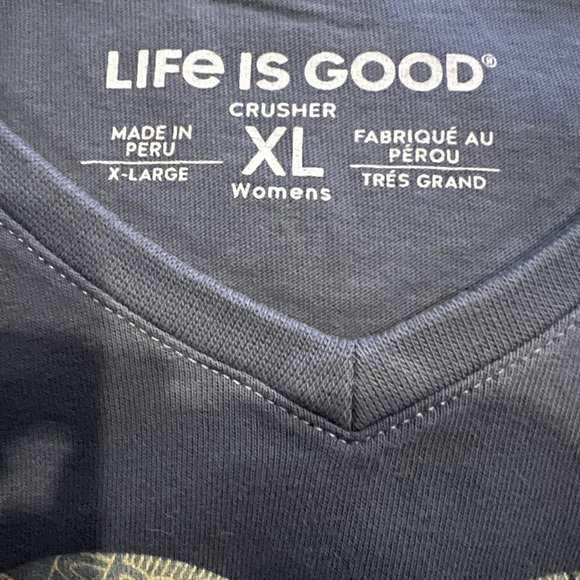 LIFe IS GOOD®
CRUSHER
MADE IN
PERU
X-LARGE
XL
Womens
FABRIQUÉ AU
PÉROU
TRÉS GRAND